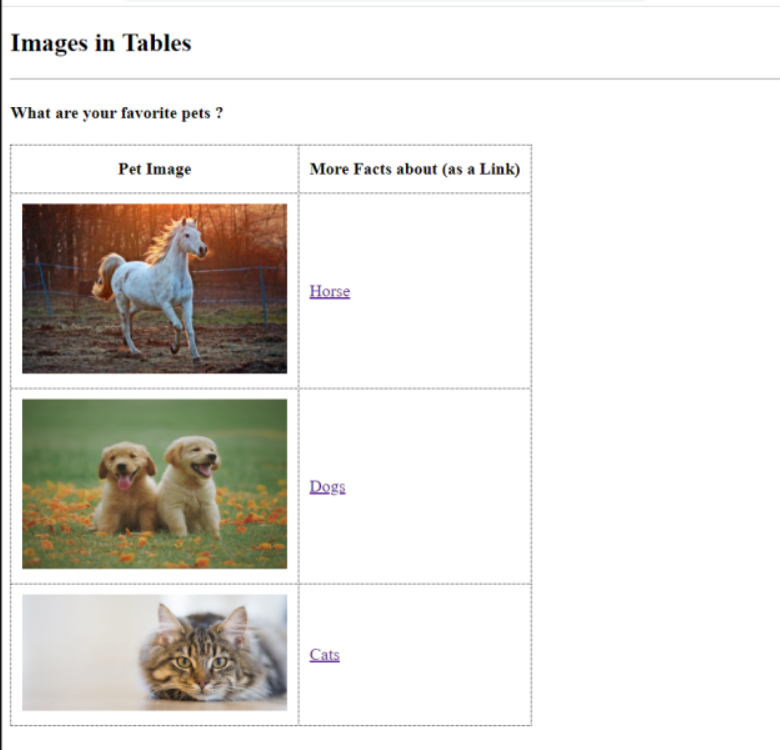 Images in Tables
What are your favorite pets ?
Pet Image
More Facts about (as a Link)
Horse
Dogs
Cats